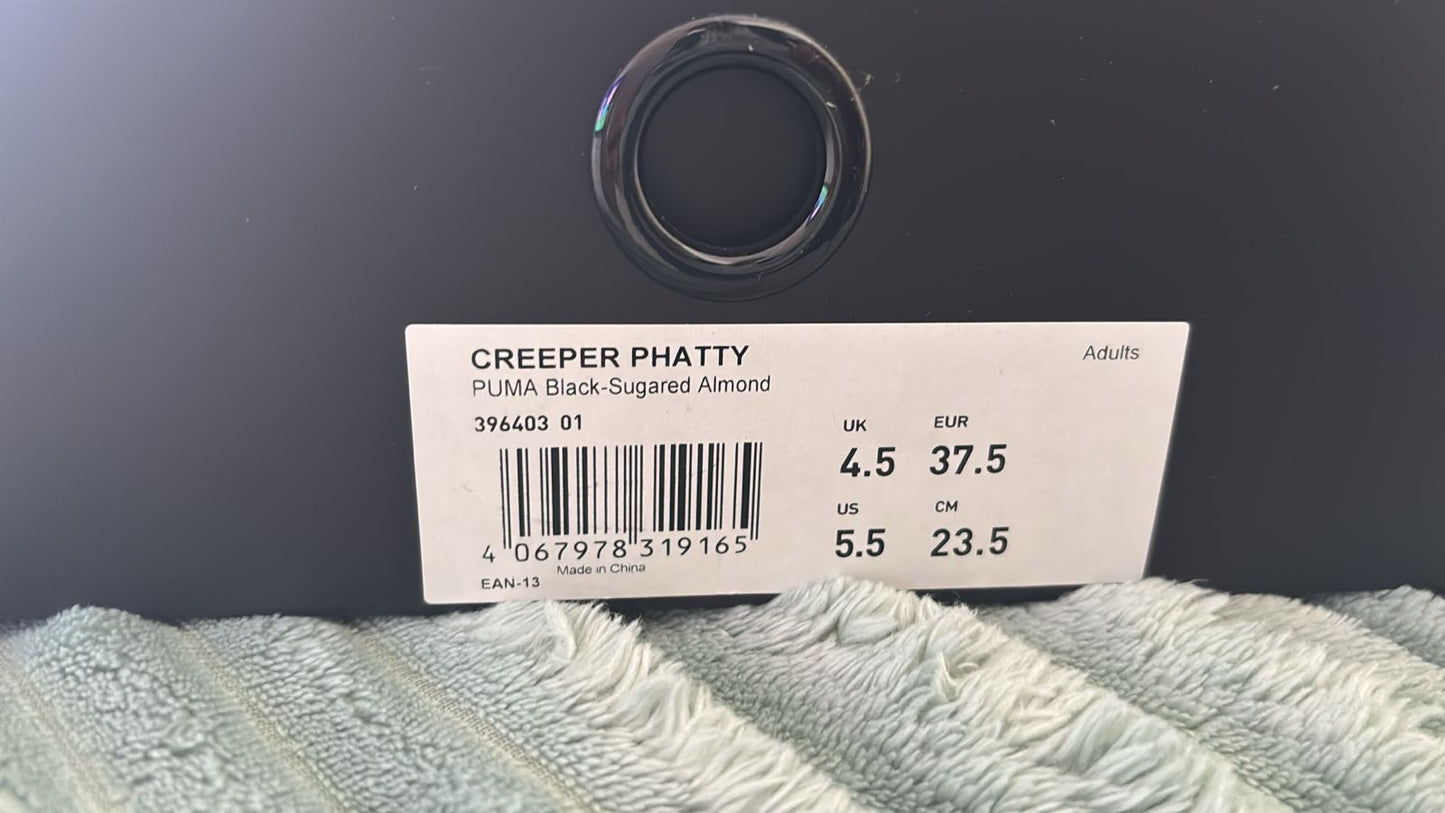 CREEPER PHATTY
Adults
PUMA Black-Sugared Almond
396403 01
UK EUR
4.5 37.5
US CM
5.5 23.5
4 067978 319165
Made in China
EAN-13